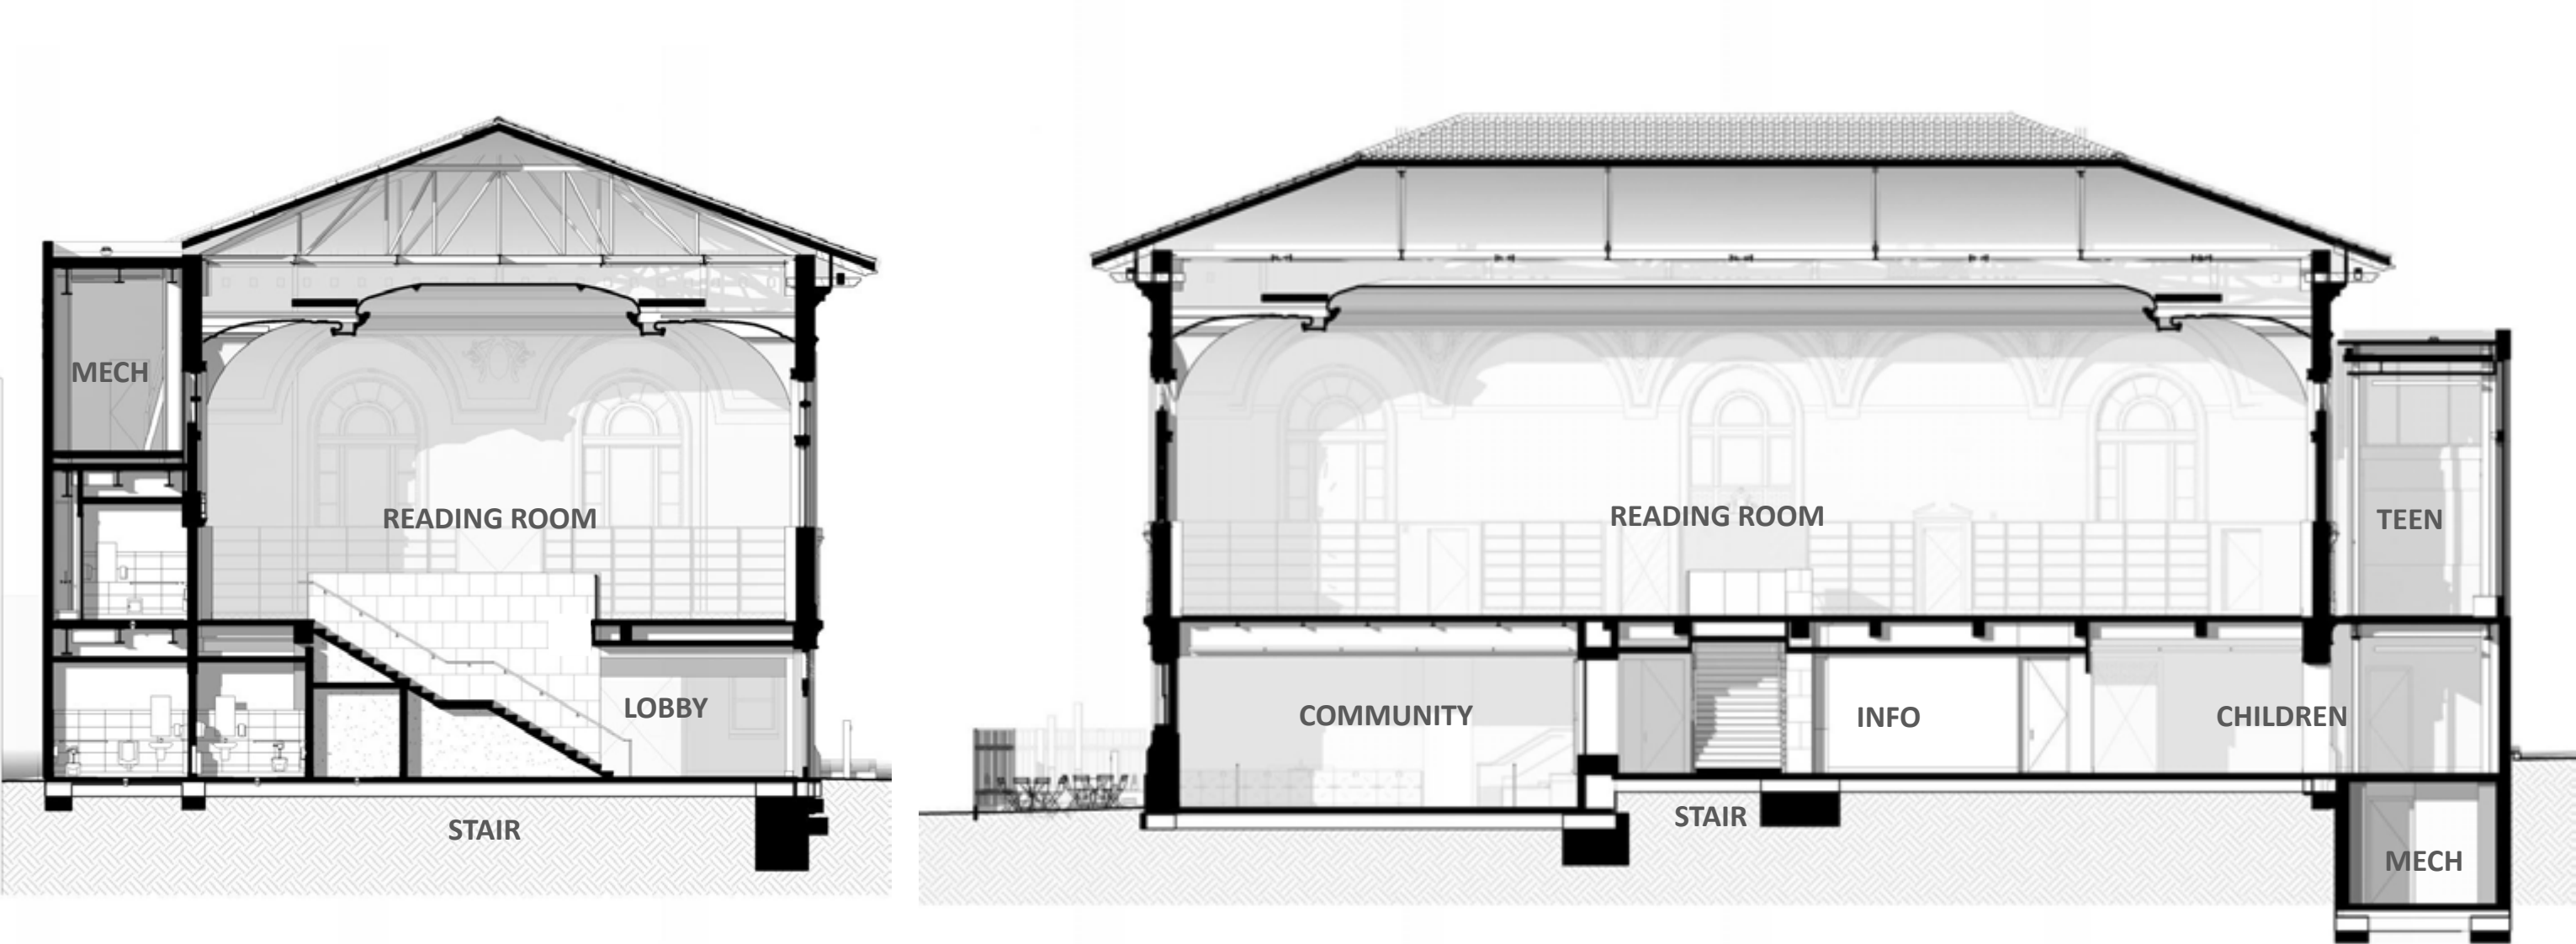 MECH
READING ROOM
LOBBY
STAIR
READING ROOM
TEEN
COMMUNITY
INFO
CHILDREN
STAIR
MECH